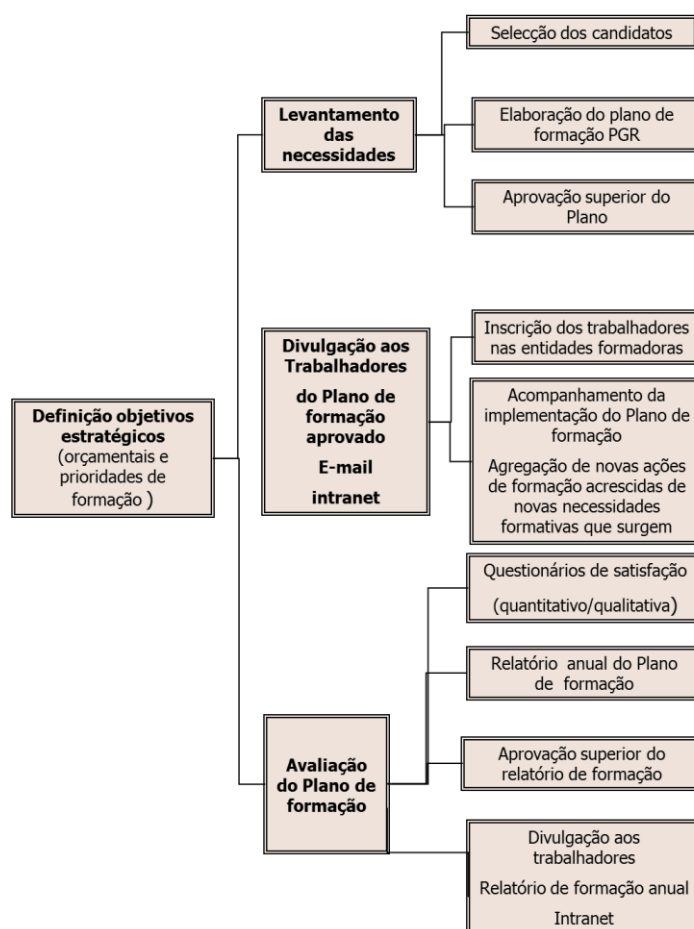 Selecção dos candidatos
Levantamento
das
necessidades
Elaboração do plano de
formação PGR
Aprovação superior do
Plano
Definição objetivos
estratégicos
(orçamentais e
prioridades de
formação )
Divulgação aos
Trabalhadores
do Plano de
formação
aprovado
E-mail
intranet
Inscrição dos trabalhadores
nas entidades formadoras
Acompanhamento da
implementação do Plano de
formação
Agregação de novas ações
de formação acrescidas de
novas necessidades
formativas que surgem
Avaliação
do Plano de
formação
Questionários de satisfação
(quantitativo/qualitativa)
Relatório anual do Plano
de formação
Aprovação superior do
relatório de formação
Divulgação aos
trabalhadores
Relatório de formação anual
Intranet